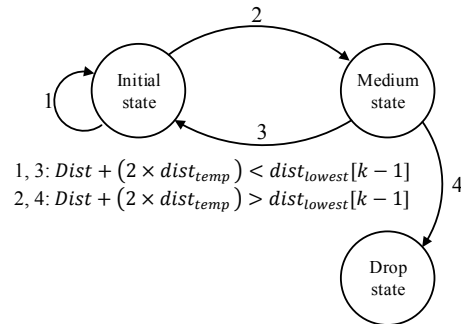 2
Initial
state
Medium
state
1
3
1, 3: Dist + (2 × dist_temp) < dist_lowest[k − 1]
2, 4: Dist + (2 × dist_temp) > dist_lowest[k − 1]
4
Drop
state